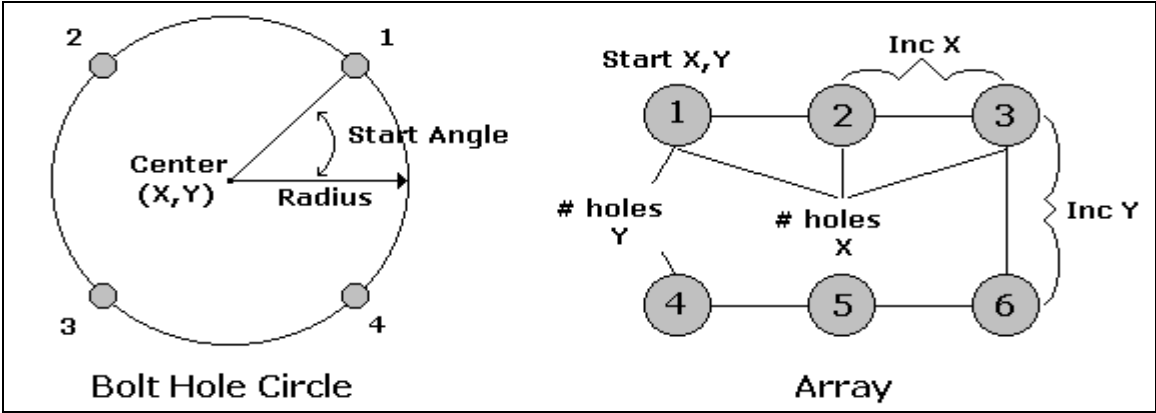 2
1
Start Angle
Center
(X,Y)
Radius
3
4
Bolt Hole Circle
Inc X
Start X,Y
1
2
3
# holes
Y
# holes
X
Inc Y
4
5
6
Array